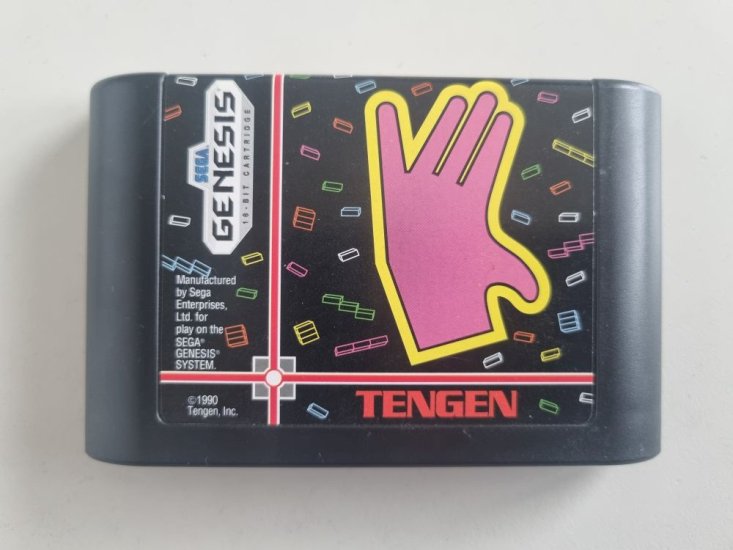 SEGA
GENESIS
16-BIT CARTRIDGE
Manufactured
by Sega
Enterprises,
Ltd. for
play on the
SEGA®
GENESIS®
SYSTEM.
©1990
Tengen, Inc.
TENGEN